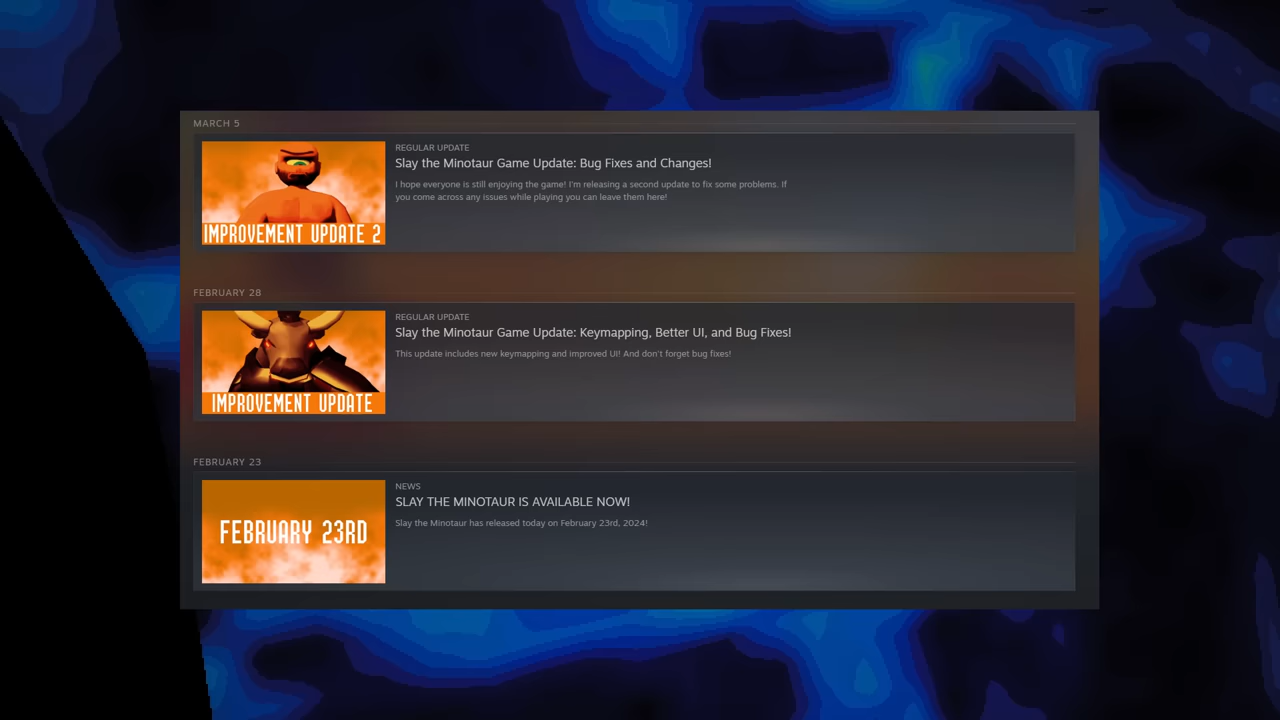 MARCH 5
IMPROVEMENT UPDATE 2
REGULAR UPDATE
Slay the Minotaur Game Update: Bug Fixes and Changes!
I hope everyone is still enjoying the game! I'm releasing a second update to fix some problems. If
you come across any issues while playing you can leave them here!
FEBRUARY 28
IMPROVEMENT UPDATE
REGULAR UPDATE
Slay the Minotaur Game Update: Keymapping, Better UI, and Bug Fixes!
This update includes new keymapping and improved UI! And don't forget bug fixes!
FEBRUARY 23
FEBRUARY 23RD
NEWS
SLAY THE MINOTAUR IS AVAILABLE NOW!
Slay the Minotaur has released today on February 23rd, 2024!